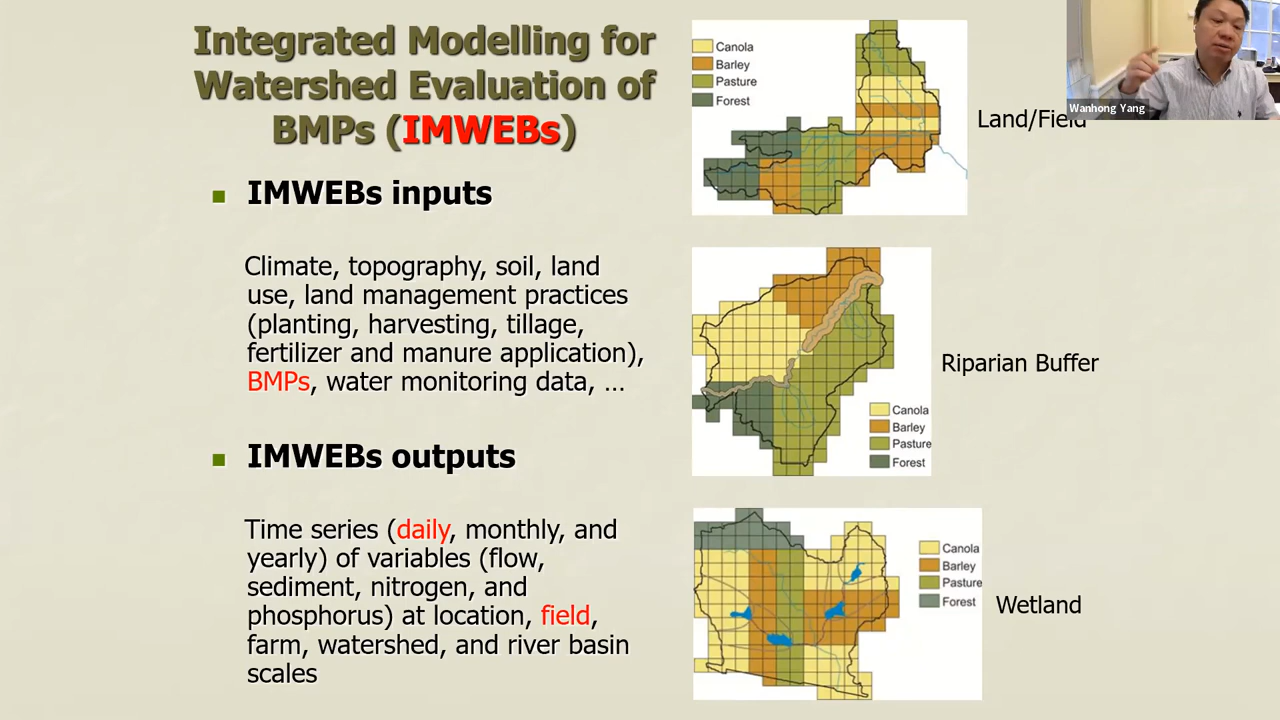 Integrated Modelling for
Watershed Evaluation of
BMPs (IMWEBs)
IMWEBs inputs
Climate, topography, soil, land
use, land management practices
(planting, harvesting, tillage,
fertilizer and manure application),
BMPs, water monitoring data, …
IMWEBs outputs
Time series (daily, monthly, and
yearly) of variables (flow,
sediment, nitrogen, and
phosphorus) at location, field,
farm, watershed, and river basin
scales
Canola
Barley
Pasture
Forest
Land/Field
Wanhong Yang
Canola
Barley
Pasture
Forest
Riparian Buffer
Canola
Barley
Pasture
Forest
Wetland